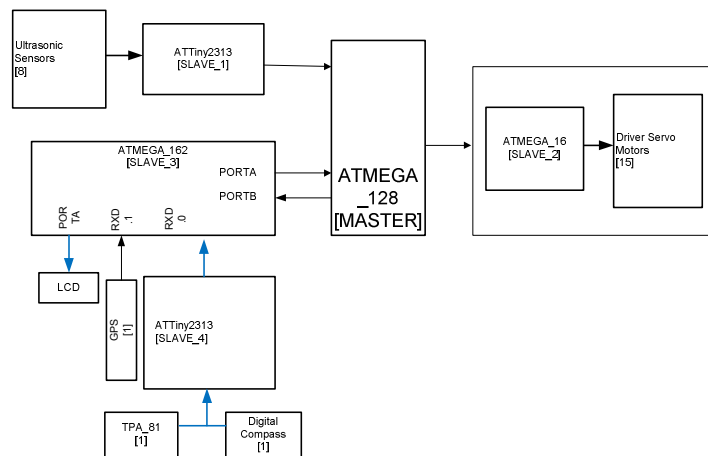 Ultrasonic
Sensors
[8]
ATTiny2313
[SLAVE_1]
ATMEGA
_128
[MASTER]
ATMEGA_16
[SLAVE_2]
Driver Servo
Motors
[15]
ATMEGA_162
[SLAVE_3]
PORTA
PORTB
POR
TA
RXD
.1
RXD
.0
LCD
GPS
[1]
ATTiny2313
[SLAVE_4]
TPA_81
[1]
Digital
Compass
[1]